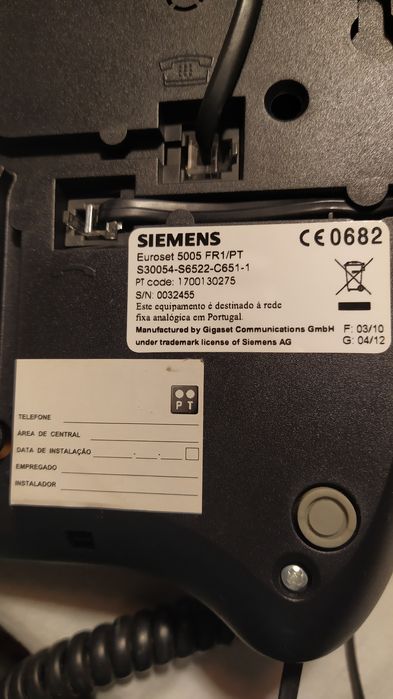 SIEMENS
CE 0682
Euroset 5005 FR1/PT
S30054-S6522-C651-1
PT code: 1700130275
S/N: 0032455
Este equipamento é destinado à rede
fixa analógica em Portugal.
Manufactured by Gigaset Communications GmbH
F: 03/10
under trademark license of Siemens AG
G: 04/12
PT
TELEFONE
ÁREA DE CENTRAL
DATA DE INSTALAÇÃO
EMPREGADO
INSTALADOR